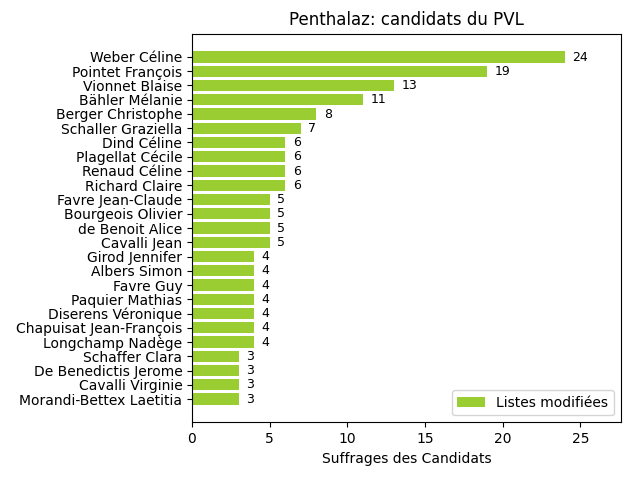 Penthalaz: candidats du PVL
Weber Céline 24
Pointet François 19
Vionnet Blaise 13
Bähler Mélanie 11
Berger Christophe 8
Schaller Graziella 7
Dind Céline 6
Plagellat Cécile 6
Renaud Céline 6
Richard Claire 6
Favre Jean-Claude 5
Bourgeois Olivier 5
de Benoit Alice 5
Cavalli Jean 5
Girod Jennifer 4
Albers Simon 4
Favre Guy 4
Paquier Mathias 4
Diserens Véronique 4
Chapuisat Jean-François 4
Longchamp Nadège 4
Schaffer Clara 3
De Benedictis Jerome 3
Cavalli Virginie 3
Morandi-Bettex Laetitia 3
Listes modifiées
0 5 10 15 20 25
Suffrages des Candidats